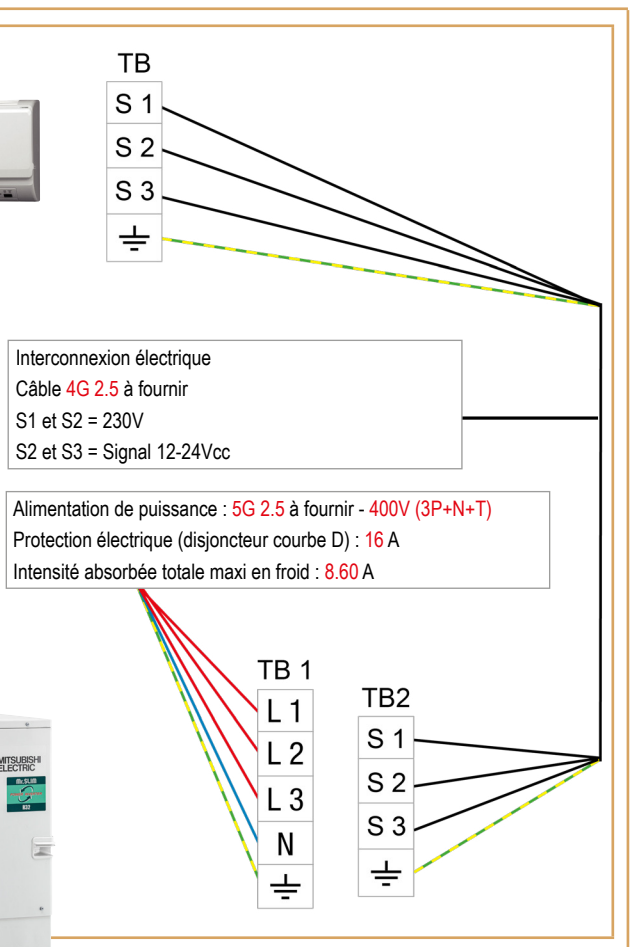 TB
S 1
S 2
S 3
Interconnexion électrique
Câble 4G 2.5 à fournir
S1 et S2 = 230V
S2 et S3 = Signal 12-24Vcc
Alimentation de puissance : 5G 2.5 à fournir - 400V (3P+N+T)
Protection électrique (disjoncteur courbe D) : 16 A
Intensité absorbée totale maxi en froid : 8.60 A
TB 1
L 1
L 2
L 3
N
TB2
S 1
S 2
S 3
MITSUBISHI
ELECTRIC
Mr.SLIM